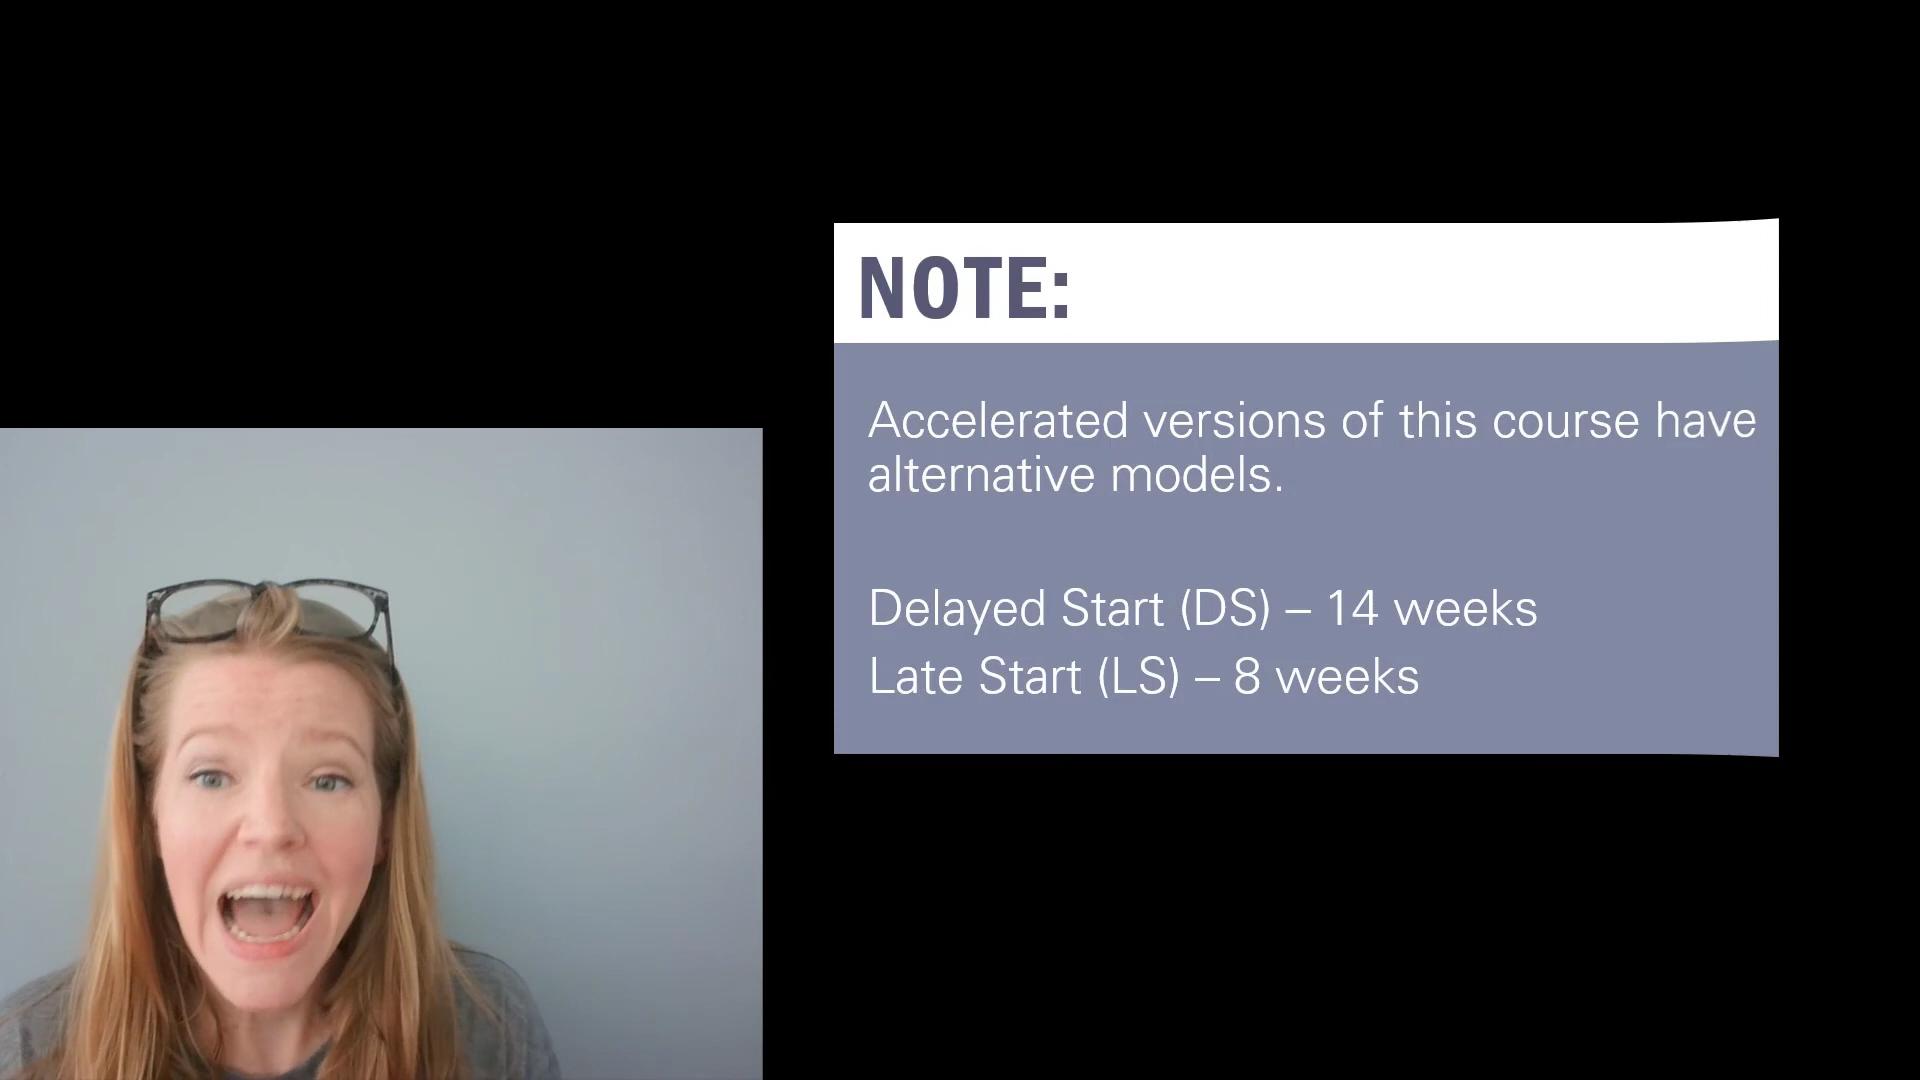 NOTE:
Accelerated versions of this course have
alternative models.
Delayed Start (DS) – 14 weeks
Late Start (LS) – 8 weeks